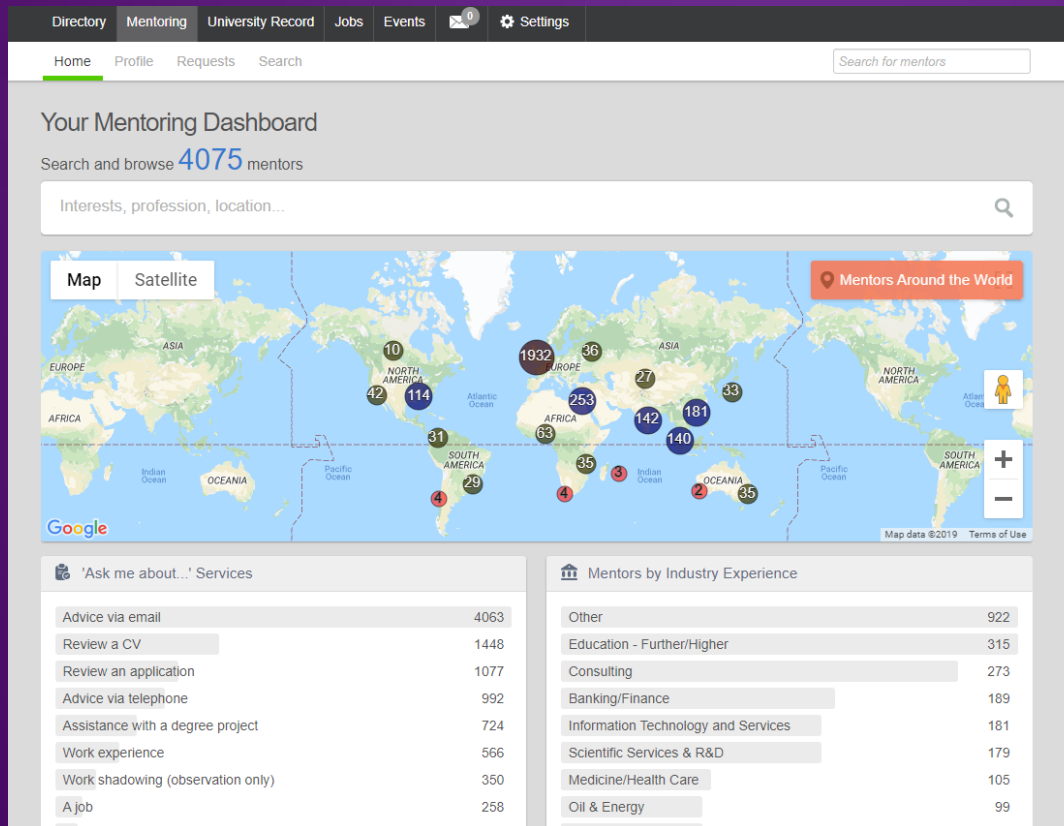 Directory Mentoring University Record Jobs Events 0 Settings
Home Profile Requests Search Search for mentors
Your Mentoring Dashboard
Search and browse 4075 mentors
Interests, profession, location...
Map Satellite Mentors Around the World
ASIA
EUROPE
AFRICA
Indian
Ocean
OCEANIA
Pacific
Ocean
10
NORTH
AMERICA
42
114
Atlantic
Ocean
31
SOUTH
AMERICA
29
4
1932
EUROPE
36
ASIA
27
33
253
142
181
140
AFRICA
63
35
3
4
Indian
Ocean
2
OCEANIA
35
Pacific
Ocean
NORTH
AMERICA
SOUTH
AMERICA
+
−
Google
Map data ©2019 Terms of Use
'Ask me about...' Services
Advice via email 4063
Review a CV 1448
Review an application 1077
Advice via telephone 992
Assistance with a degree project 724
Work experience 566
Work shadowing (observation only) 350
A job 258
Mentors by Industry Experience
Other 922
Education - Further/Higher 315
Consulting 273
Banking/Finance 189
Information Technology and Services 181
Scientific Services & R&D 179
Medicine/Health Care 105
Oil & Energy 99